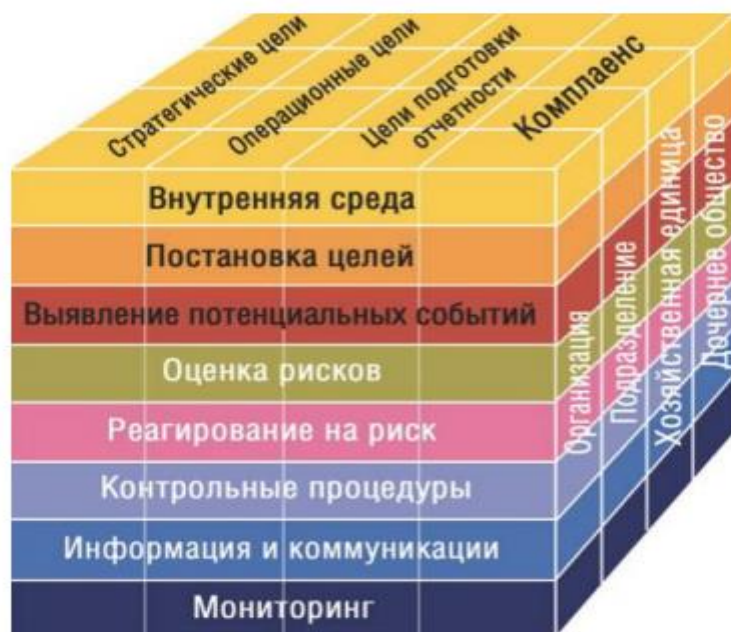 Стратегические цели
Операционные цели
Цели подготовки
отчетности
Комплаенс
Внутренняя среда
Постановка целей
Выявление потенциальных событий
Оценка рисков
Реагирование на риск
Контрольные процедуры
Информация и коммуникации
Мониторинг
Организация
Подразделение
Хозяйственная единица
Дочернее общество